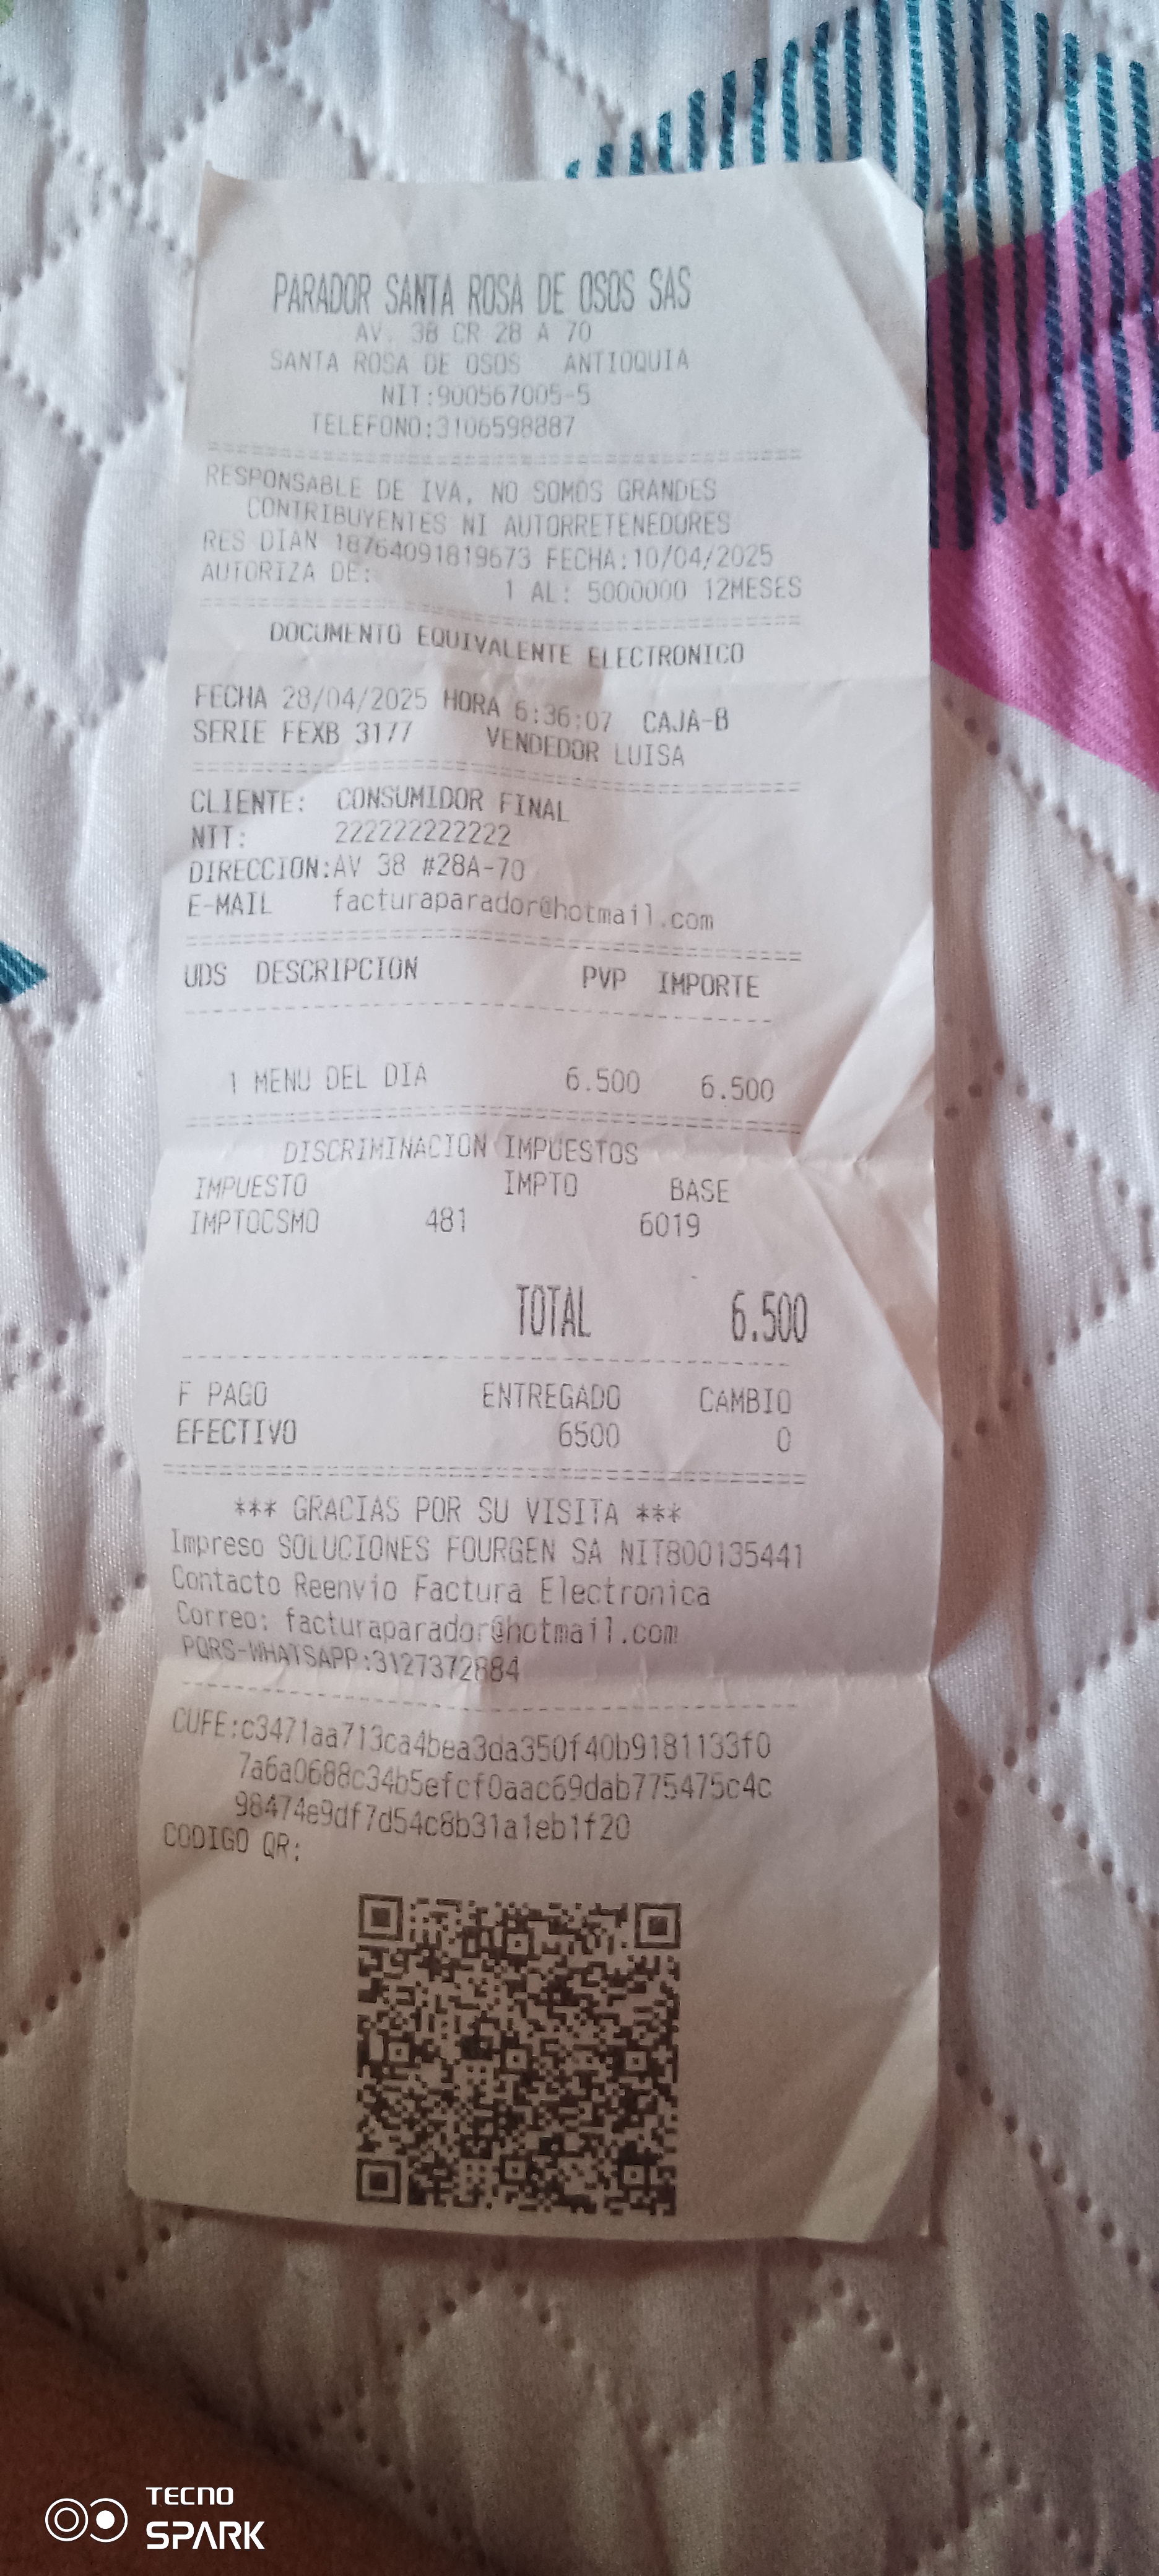 PARADOR SANTA ROSA DE OSOS SAS
AV. 38 CR 28 A 70
SANTA ROSA DE OSOS ANTIOQUIA
NIT:900567005-5
TELEFONO:3106598887
RESPONSABLE DE IVA, NO SOMOS GRANDES
CONTRIBUYENTES NI AUTORRETENEDORES
RES DIAN 18764091819673 FECHA:10/04/2025
AUTORIZA DE: 1 AL: 5000000 12MESES
DOCUMENTO EQUIVALENTE ELECTRONICO
FECHA 28/04/2025 HORA 6:36:07 CAJA-B
SERIE FEXB 3177 VENDEDOR LUISA
CLIENTE: CONSUMIDOR FINAL
NIT: 222222222222
DIRECCION:AV 38 #28A-70
E-MAIL facturaparador@hotmail.com
UDS DESCRIPCION PVP IMPORTE
1 MENU DEL DIA 6.500 6.500
DISCRIMINACION IMPUESTOS
IMPUESTO IMPTO BASE
IMPTOCSMO 481 6019
TOTAL 6.500
F PAGO ENTREGADO CAMBIO
EFECTIVO 6500 0
*** GRACIAS POR SU VISITA ***
Impreso SOLUCIONES FOURGEN SA NIT800135441
Contacto Reenvio Factura Electronica
Correo: facturaparador@hotmail.com
PQRS-WHATSAPP:3127372884
CUFE:c3471aa713ca4bea3da350f40b9181133f0
7a6a0688c34b5efcf0aac69dab775475c4c
98474e9df7d54c8b31a1eb1f20
CODIGO QR:
TECNO
SPARK